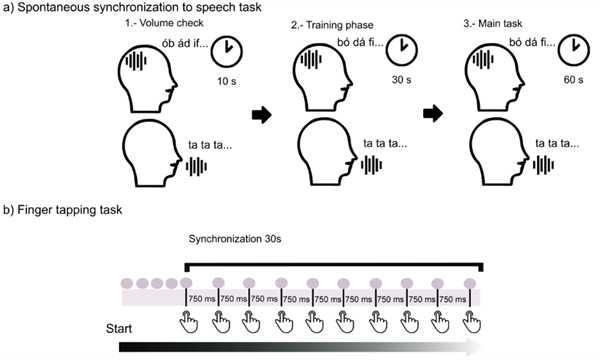 a) Spontaneous synchronization to speech task
1.- Volume check
2.- Training phase
3.- Main task
ób ád if...
bó dá fi...
bó dá fi...
10 s
30 s
60 s
ta ta ta...
ta ta ta...
ta ta ta...
b) Finger tapping task
Synchronization 30s
750 ms 750 ms 750 ms 750 ms 750 ms 750 ms 750 ms 750 ms 750 ms
Start